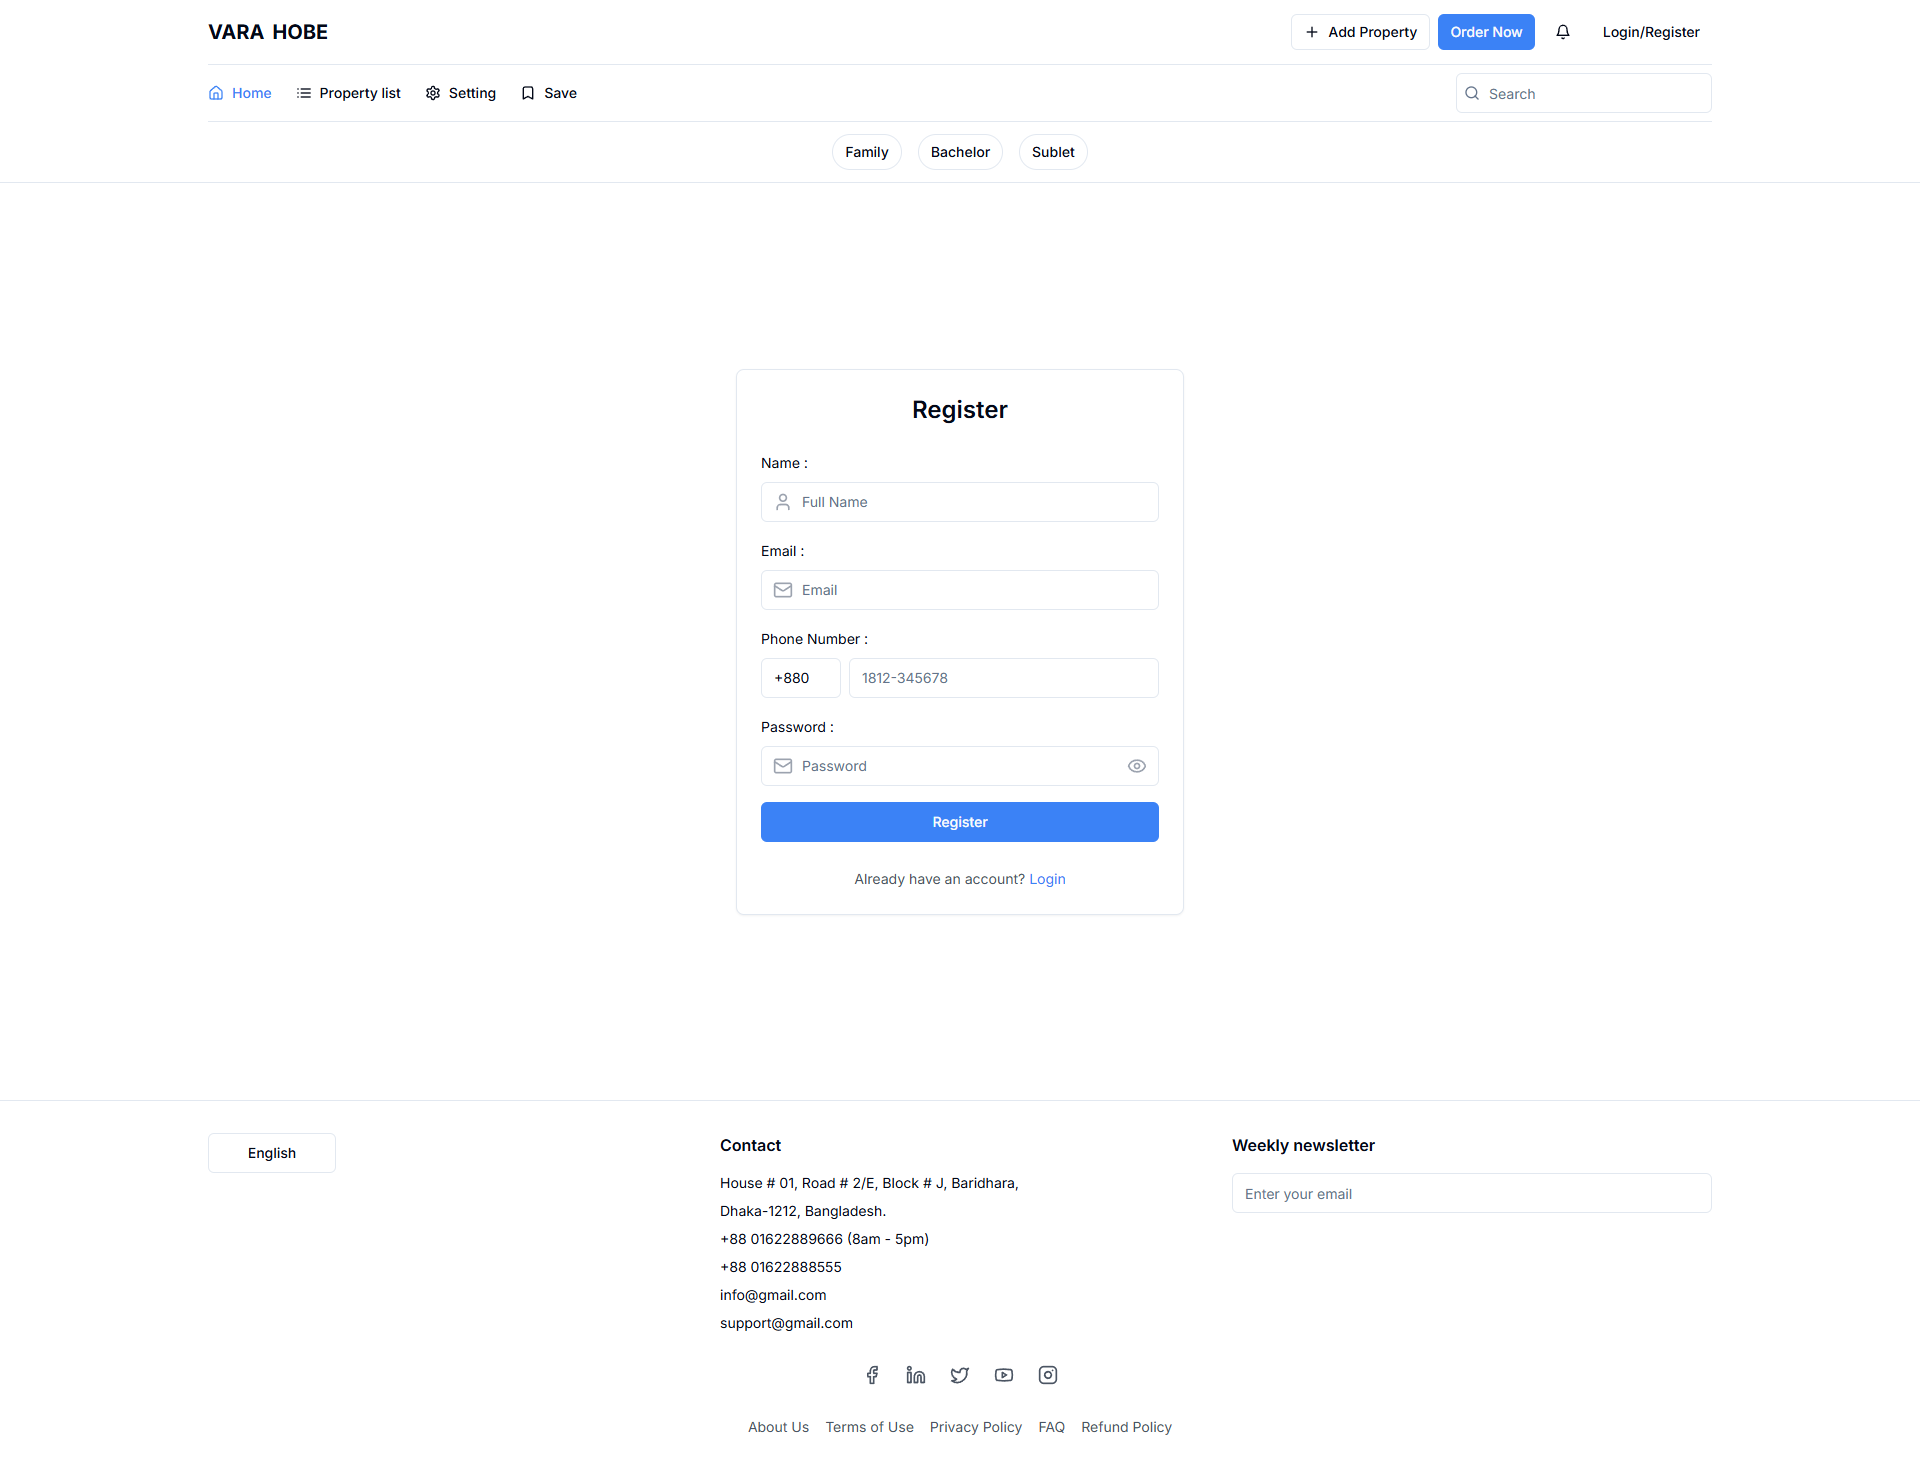 VARA HOBE
Add Property
Order Now
Login/Register
Home
Property list
Setting
Save
Search
Family
Bachelor
Sublet
Register
Name :
Full Name
Email :
Email
Phone Number :
+880
1812-345678
Password :
Password
Register
Already have an account? Login
English
Contact
House # 01, Road # 2/E, Block # J, Baridhara,
Dhaka-1212, Bangladesh.
+88 01622889666 (8am - 5pm)
+88 01622888555
info@gmail.com
support@gmail.com
Weekly newsletter
Enter your email
About Us
Terms of Use
Privacy Policy
FAQ
Refund Policy